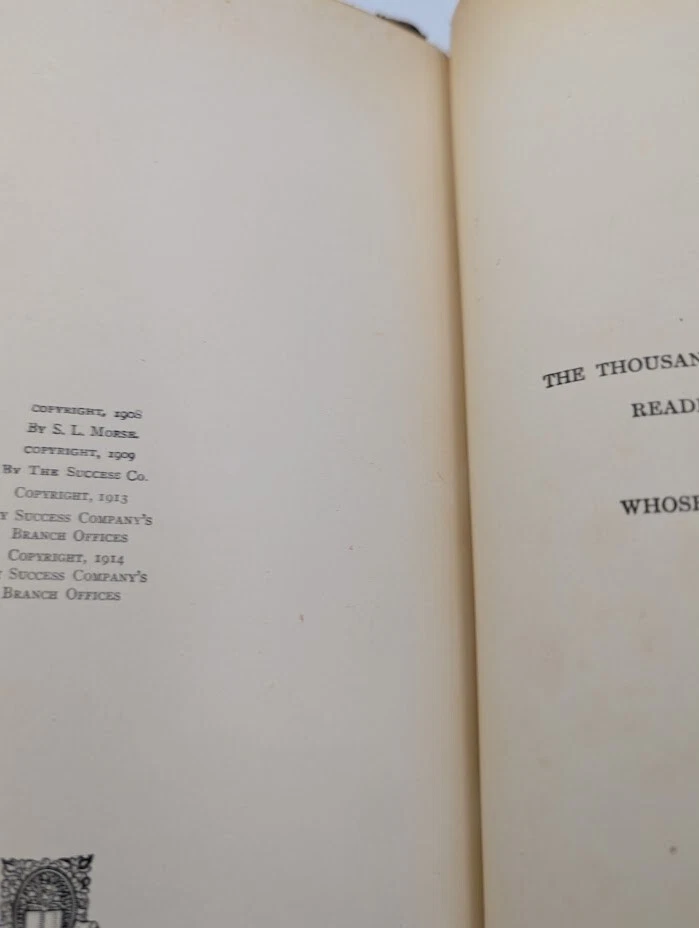 COPYRIGHT, 1908
BY S. L. MORSE.
COPYRIGHT, 1909
BY THE SUCCESS CO.
COPYRIGHT, 1913
Y SUCCESS COMPANY'S
BRANCH OFFICES
COPYRIGHT, 1914
SUCCESS COMPANY'S
BRANCH OFFICES
THE THOUSAN
READ
WHOSE